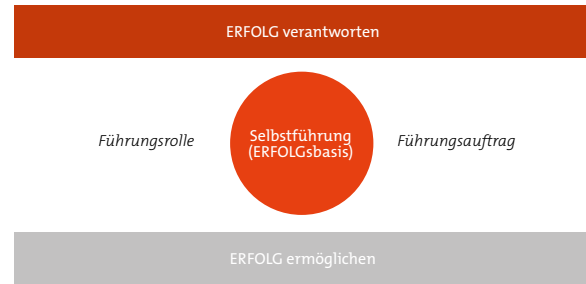 ERFOLG verantworten
Führungsrolle
Selbstführung
(ERFOLGsbasis)
Führungsauftrag
ERFOLG ermöglichen